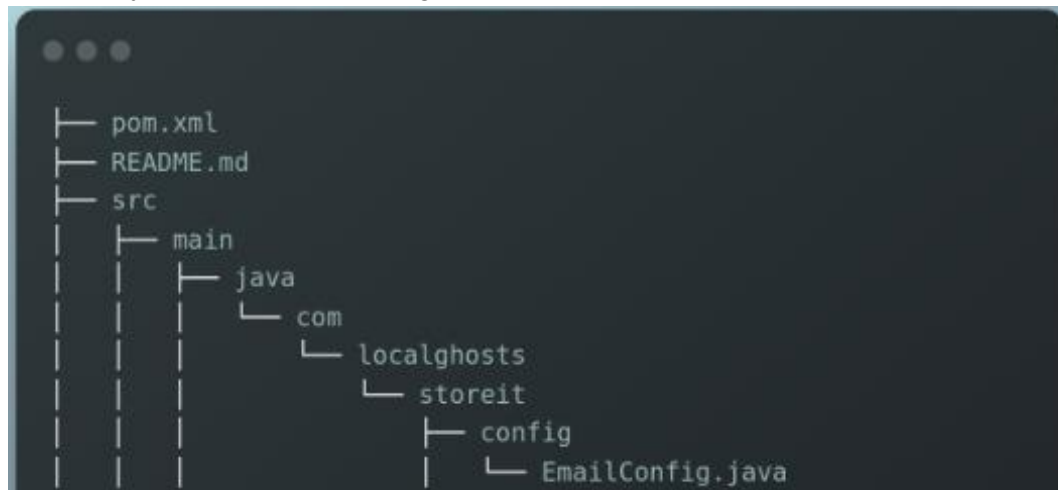 ├── pom.xml
├── README.md
├── src
│   ├── main
│   │   ├── java
│   │   │   └── com
│   │   │       └── localghosts
│   │   │           └── storeit
│   │   │               ├── config
│   │   │               │   └── EmailConfig.java